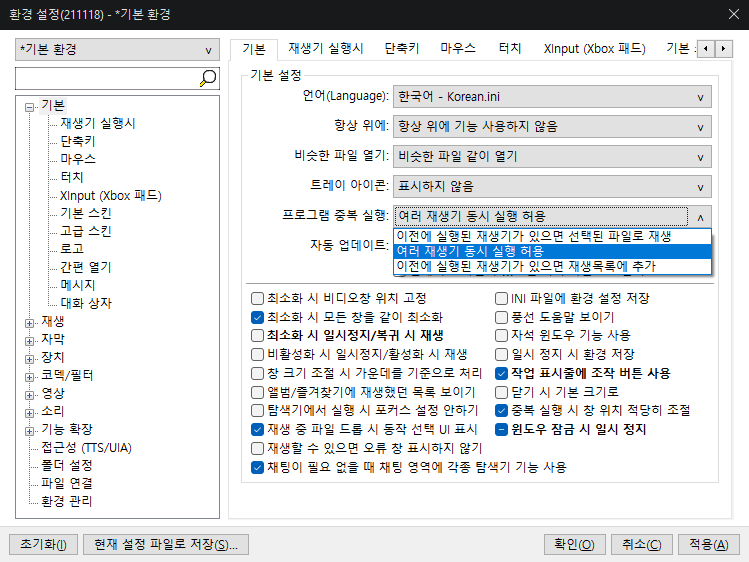 환경 설정(211118) - *기본 환경
*기본 환경
기본
재생기 실행시
단축키
마우스
터치
XInput (Xbox 패드)
기본 스킨
고급 스킨
로고
간편 열기
메시지
대화 상자
재생
자막
장치
코덱/필터
영상
소리
기능 확장
접근성 (TTS/UIA)
폴더 설정
파일 연결
환경 관리
기본 재생기 실행시 단축키 마우스 터치 XInput (Xbox 패드) 기본
기본 설정
언어(Language): 한국어 - Korean.ini
항상 위에: 항상 위에 기능 사용하지 않음
비슷한 파일 열기: 비슷한 파일 같이 열기
트레이 아이콘: 표시하지 않음
프로그램 중복 실행: 여러 재생기 동시 실행 허용
이전에 실행된 재생기가 있으면 선택된 파일로 재생
자동 업데이트: 여러 재생기 동시 실행 허용
이전에 실행된 재생기가 있으면 재생목록에 추가
최소화 시 비디오창 위치 고정 INI 파일에 환경 설정 저장
최소화 시 모든 창을 같이 최소화 풍선 도움말 보이기
최소화 시 일시정지/복귀 시 재생 자석 윈도우 기능 사용
비활성화 시 일시정지/활성화 시 재생 일시 정지 시 환경 저장
창 크기 조절 시 가운데를 기준으로 처리 작업 표시줄에 조작 버튼 사용
앨범/즐겨찾기에 재생했던 목록 보이기 닫기 시 기본 크기로
탐색기에서 실행 시 포커스 설정 안하기 중복 실행 시 창 위치 적당히 조절
재생 중 파일 드롭 시 동작 선택 UI 표시 윈도우 잠금 시 일시 정지
재생할 수 있으면 오류 창 표시하지 않기
채팅이 필요 없을 때 채팅 영역에 각종 탐색기 기능 사용
초기화(I) 현재 설정 파일로 저장(S)... 확인(O) 취소(C) 적용(A)